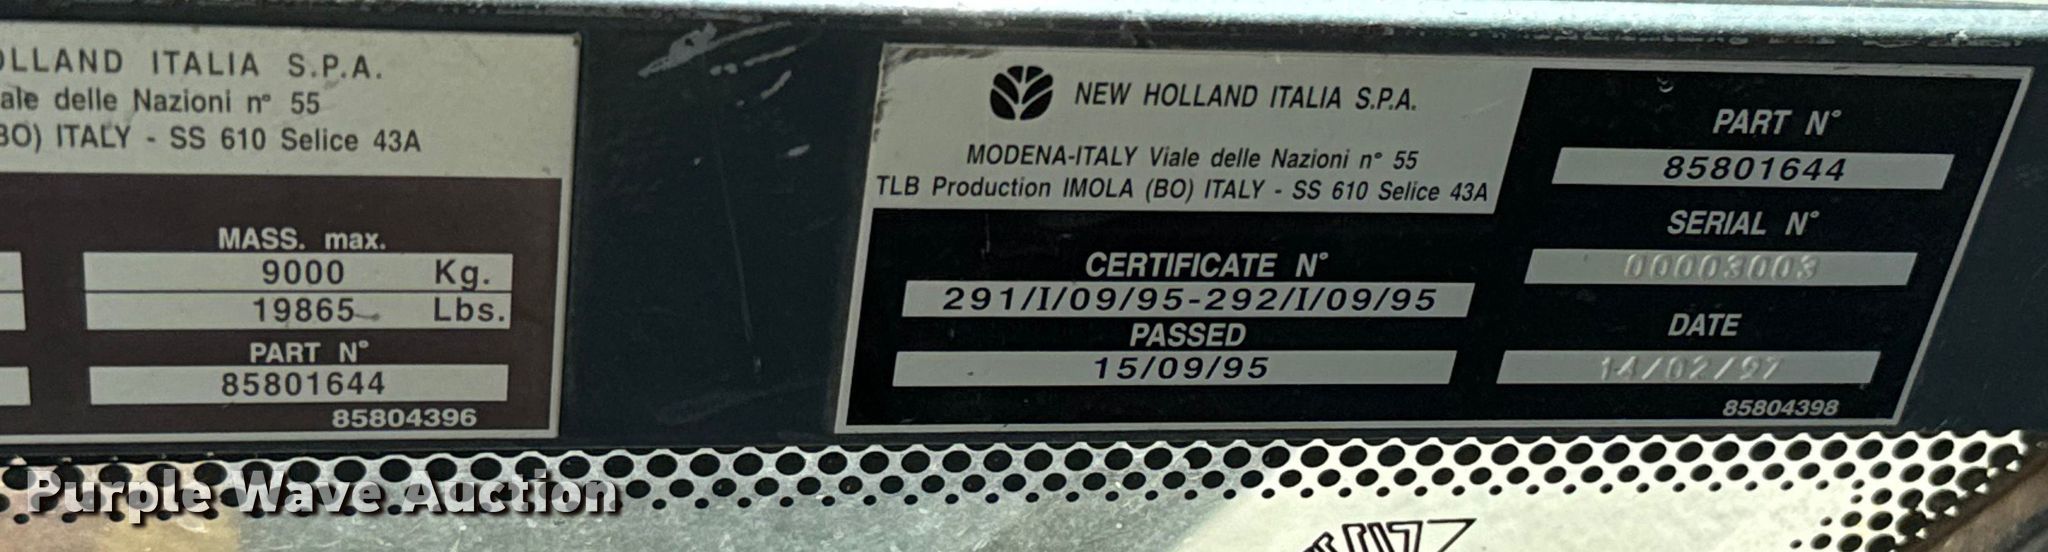 OLLAND ITALIA S.P.A.
ale delle Nazioni n° 55
BO) ITALY - SS 610 Selice 43A
MASS. max.
9000 Kg.
19865 Lbs.
PART N°
85801644
85804396
NEW HOLLAND ITALIA S.P.A.
MODENA-ITALY Viale delle Nazioni n° 55
TLB Production IMOLA (BO) ITALY - SS 610 Selice 43A
CERTIFICATE N°
291/I/09/95-292/I/09/95
PASSED
15/09/95
PART N°
85801644
SERIAL N°
00003003
DATE
14/02/97
85804398
Purple Wave Auction